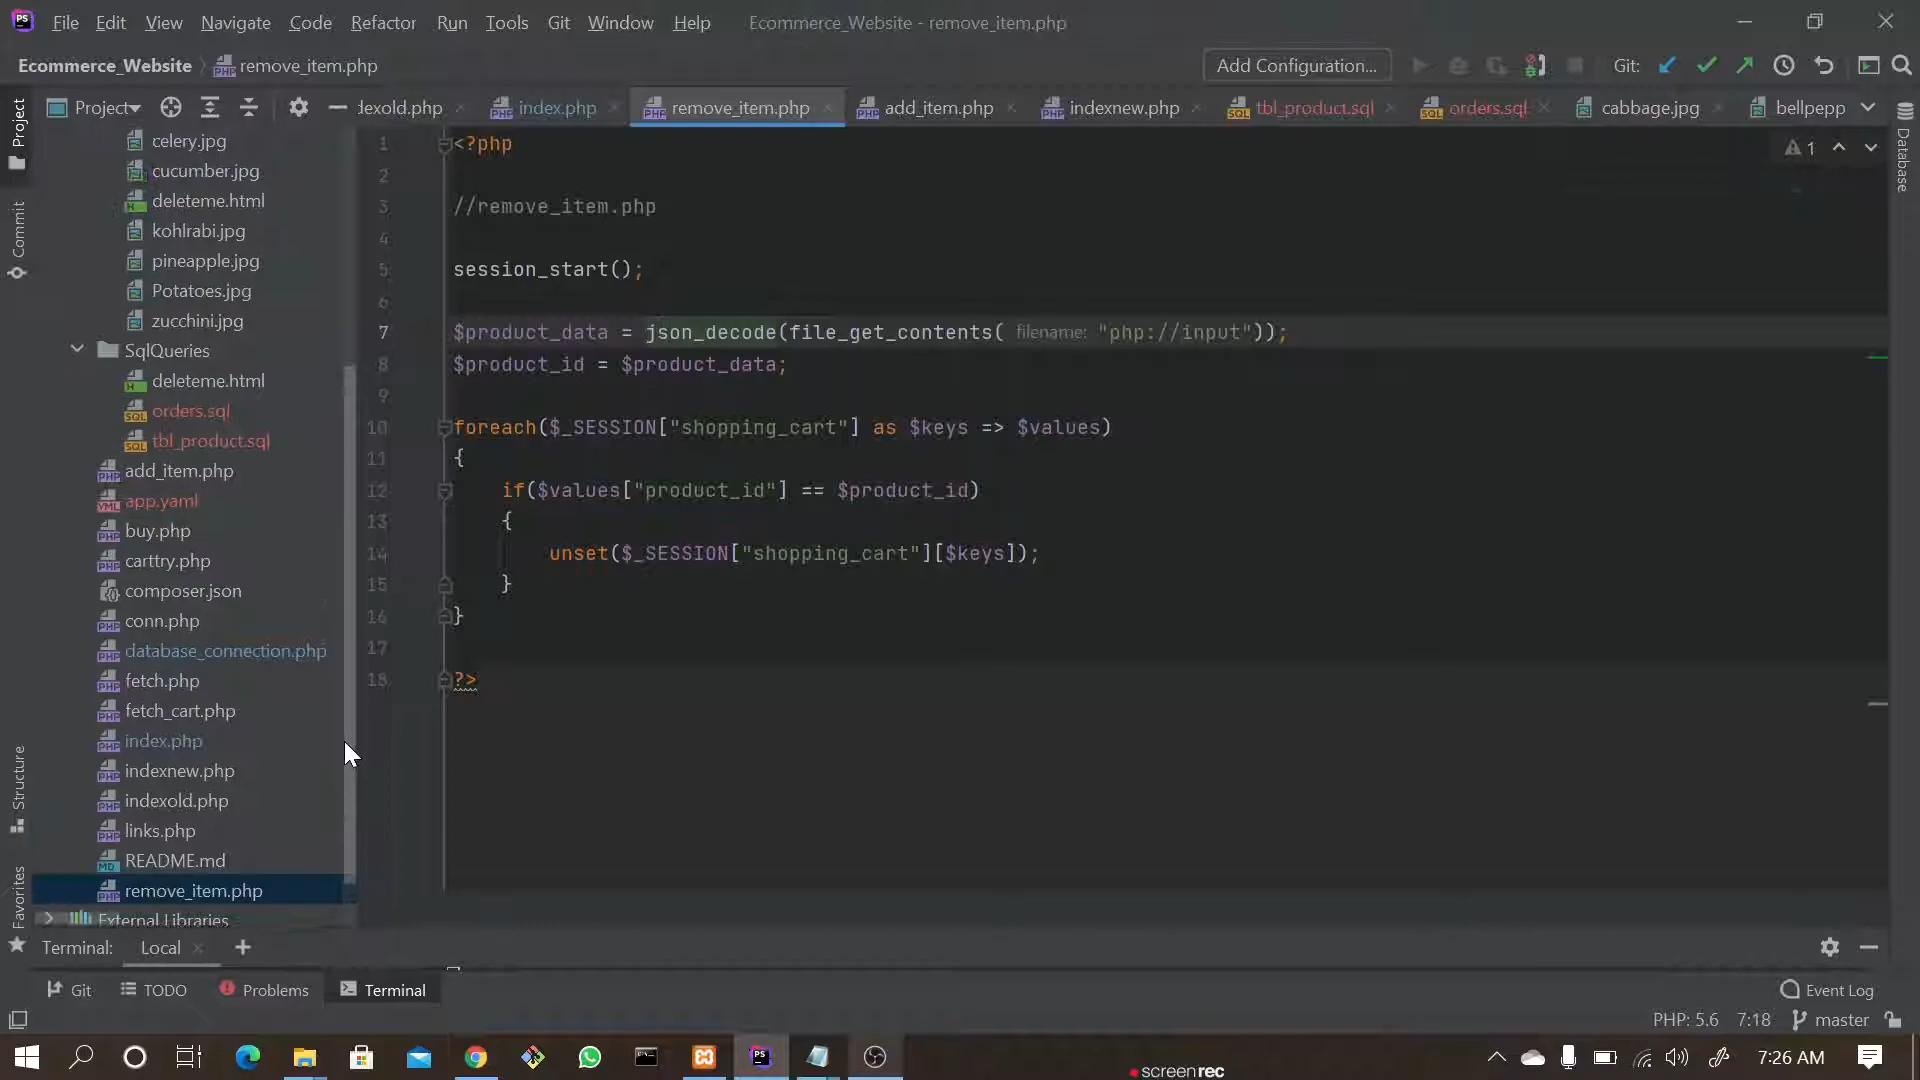 PS File Edit View Navigate Code Refactor Run Tools Git Window Help Ecommerce_Website - remove_item.php
Ecommerce_Website remove_item.php Add Configuration... Git:
Project dexold.php index.php remove_item.php add_item.php indexnew.php tbl_product.sql orders.sql cabbage.jpg bellpepp
Project
Commit
Structure
Favorites
Database
celery.jpg
cucumber.jpg
deleteme.html
kohlrabi.jpg
pineapple.jpg
Potatoes.jpg
zucchini.jpg
SqlQueries
deleteme.html
orders.sql
tbl_product.sql
add_item.php
app.yaml
buy.php
carttry.php
composer.json
conn.php
database_connection.php
fetch.php
fetch_cart.php
index.php
indexnew.php
indexold.php
links.php
README.md
remove_item.php
External Libraries
1 <?php
2
3 //remove_item.php
4
5 session_start();
6
7 $product_data = json_decode(file_get_contents( filename: "php://input"));
8 $product_id = $product_data;
9
10 foreach($_SESSION["shopping_cart"] as $keys => $values)
11 {
12 if($values["product_id"] == $product_id)
13 {
14 unset($_SESSION["shopping_cart"][$keys]);
15 }
16 }
17
18 ?>
1
Terminal: Local
Git TODO Problems Terminal Event Log
PHP: 5.6 7:18 master
7:26 AM
screenrec